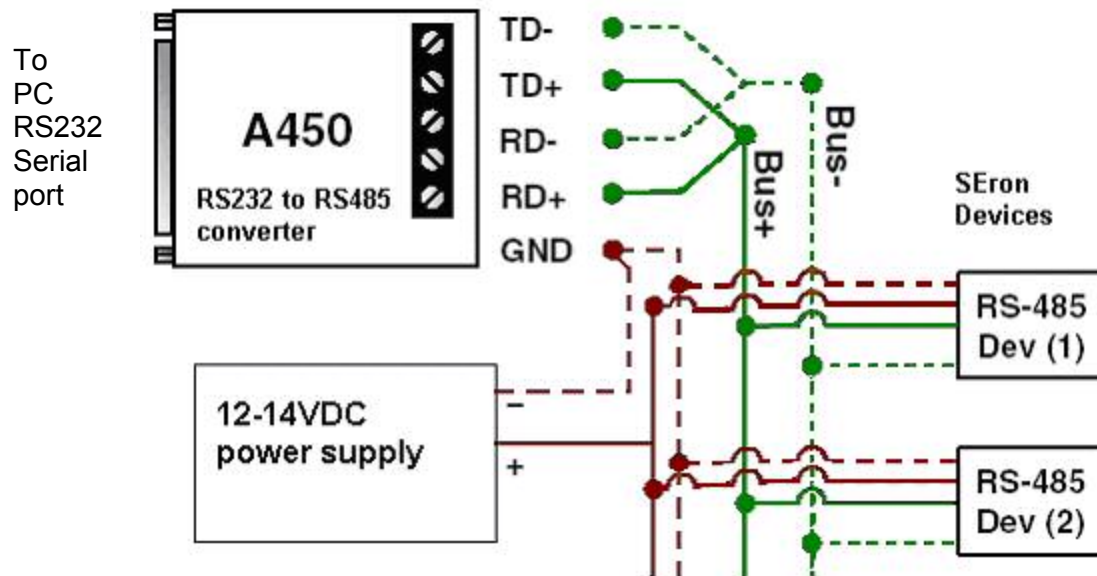 To
PC
RS232
Serial
port
A450
RS232 to RS485
converter
TD-
TD+
RD-
RD+
GND
Bus+
Bus-
SEron
Devices
RS-485
Dev (1)
12-14VDC
power supply
–
+
RS-485
Dev (2)